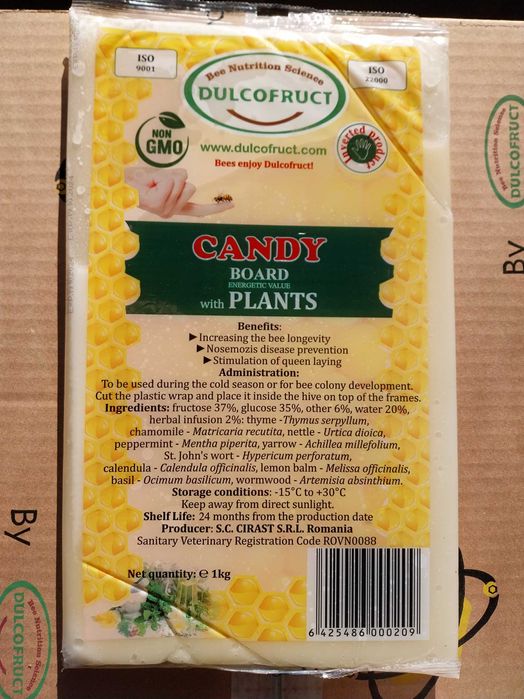 ISO
9001
Bee Nutrition Science
DULCOFRUCT
ISO
22000
NON
GMO
www.dulcofruct.com
Bees enjoy Dulcofruct!
inverted product
CANDY
BOARD
ENERGETIC VALUE
with PLANTS
Benefits:
▶Increasing the bee longevity
▶Nosemozis disease prevention
▶Stimulation of queen laying
Administration:
To be used during the cold season or for bee colony development.
Cut the plastic wrap and place it inside the hive on top of the frames.
Ingredients: fructose 37%, glucose 35%, other 6%, water 20%,
herbal infusion 2%: thyme -Thymus serpyllum,
chamomile - Matricaria recutita, nettle - Urtica dioica,
peppermint - Mentha piperita, yarrow - Achillea millefolium,
St. John's wort - Hypericum perforatum,
calendula - Calendula officinalis, lemon balm - Melissa officinalis,
basil - Ocimum basilicum, wormwood - Artemisia absinthium.
Storage conditions: -15°C to +30°C
Keep away from direct sunlight.
Shelf Life: 24 months from the production date
Producer: S.C. CIRAST S.R.L. Romania
Sanitary Veterinary Registration Code ROVN0088
Net quantity: ℮ 1kg
6 425486 000209
Bee Nutrition Science
DULCOFRUCT
By
By
Bee Nutrition Science
DULCOFRUCT